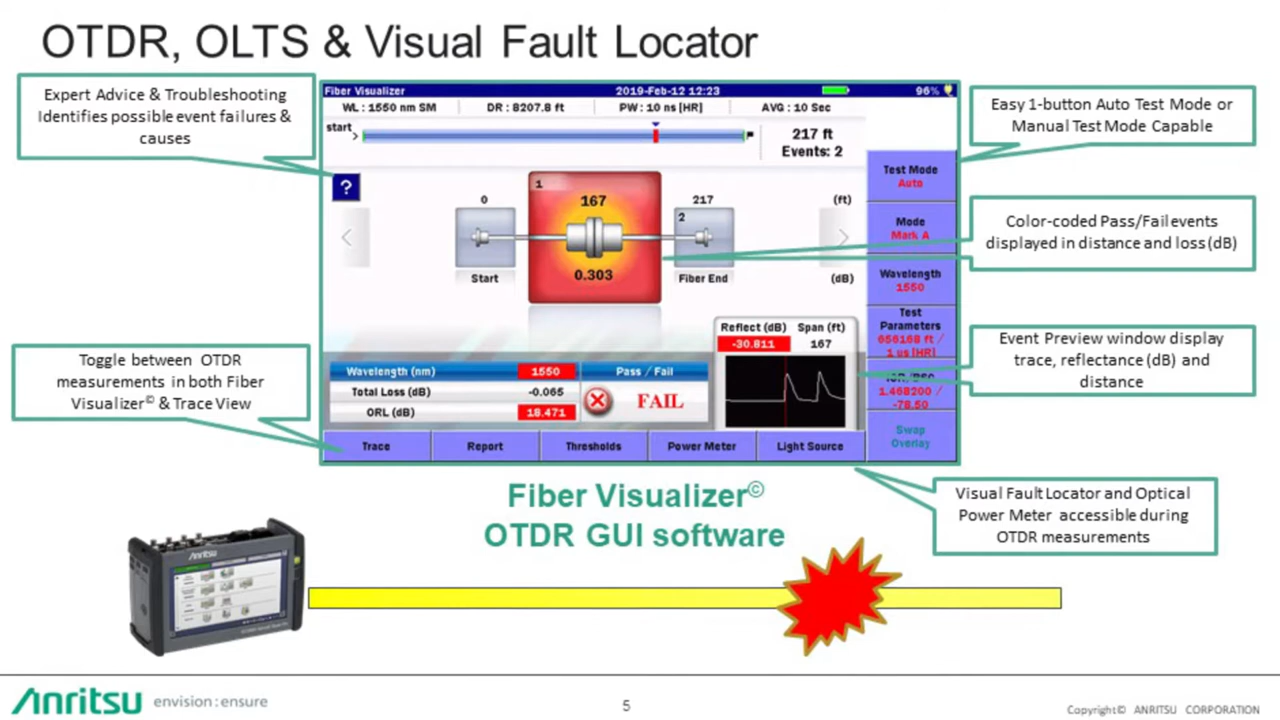 OTDR, OLTS & Visual Fault Locator
Expert Advice & Troubleshooting
Identifies possible event failures &
causes
Fiber Visualizer
2019-Feb-12 12:23
96%
WL : 1550 nm SM
DR : 8207.8 ft
PW : 10 ns [HR]
AVG : 10 Sec
start
217 ft
Events: 2
Easy 1-button Auto Test Mode or
Manual Test Mode Capable
?
Test Mode
Auto
0
1
167
217
2
(ft)
Mode
Mark A
Color-coded Pass/Fail events
displayed in distance and loss (dB)
Start
0.303
Fiber End
(dB)
Wavelength
1550
Test
Parameters
656168 ft /
1 us [HR]
Reflect (dB)
Span (ft)
-30.811
167
Event Preview window display
trace, reflectance (dB) and
distance
Toggle between OTDR
measurements in both Fiber
Visualizer© & Trace View
Wavelength (nm)
1550
Pass / Fail
Total Loss (dB)
-0.065
FAIL
ORL (dB)
18.471
1.468200 /
-78.50
Swap
Overlay
Trace
Report
Thresholds
Power Meter
Light Source
Fiber Visualizer©
OTDR GUI software
Visual Fault Locator and Optical
Power Meter accessible during
OTDR measurements
Anritsu
Anritsu envision : ensure
5
Copyright© ANRITSU CORPORATION